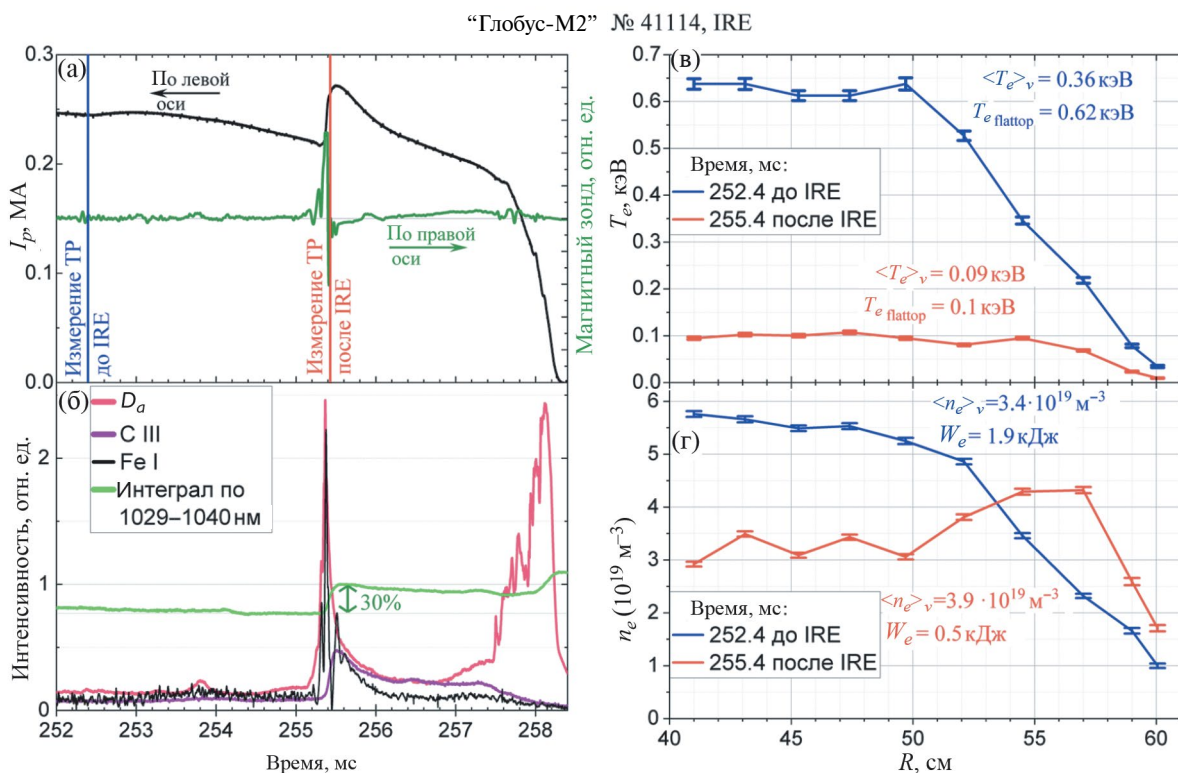 “Глобус-М2” № 41114, IRE
(а)
По левой
оси
По правой
оси
Измерение ТР
до IRE
Измерение ТР
после IRE
I_p, МА
0.3
0.2
0.1
0.0
Магнитный зонд, отн. ед.
(б)
D_a
C III
Fe I
Интеграл по
1029–1040 нм
30%
Интенсивность, отн. ед.
2
1
0
252 253 254 255 256 257 258
Время, мс
(в)
<T_e>_v = 0.36 кэВ
T_e flattop = 0.62 кэВ
Время, мс:
252.4 до IRE
255.4 после IRE
<T_e>_v = 0.09 кэВ
T_e flattop = 0.1 кэВ
T_e, кэВ
0.7
0.6
0.5
0.4
0.3
0.2
0.1
0.0
(г)
<n_e>_v=3.4·10^19 м^−3
W_e = 1.9 кДж
<n_e>_v=3.9 ·10^19 м^−3
W_e = 0.5 кДж
Время, мс:
252.4 до IRE
255.4 после IRE
n_e (10^19 м^−3)
6
5
4
3
2
1
0
40 45 50 55 60
R, см